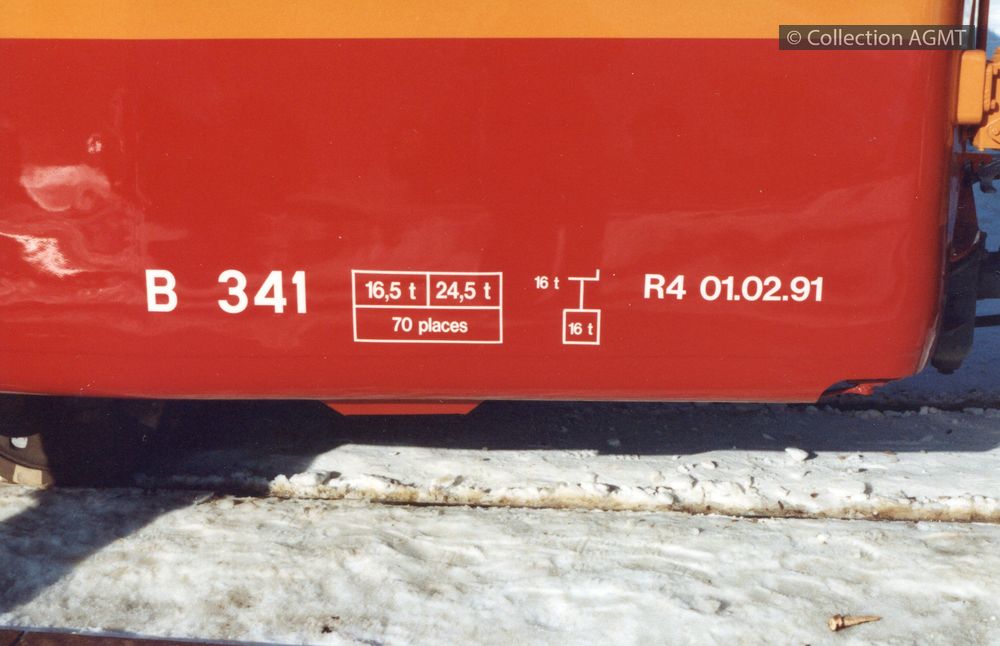 © Collection AGMT
B 341
16,5 t 24,5 t
70 places
16 t
16 t
R4 01.02.91